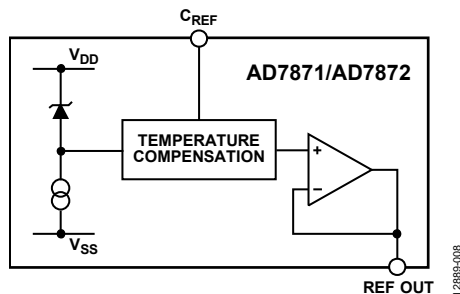 CREF
VDD
AD7871/AD7872
TEMPERATURE
COMPENSATION
+
−
VSS
REF OUT
12889-008